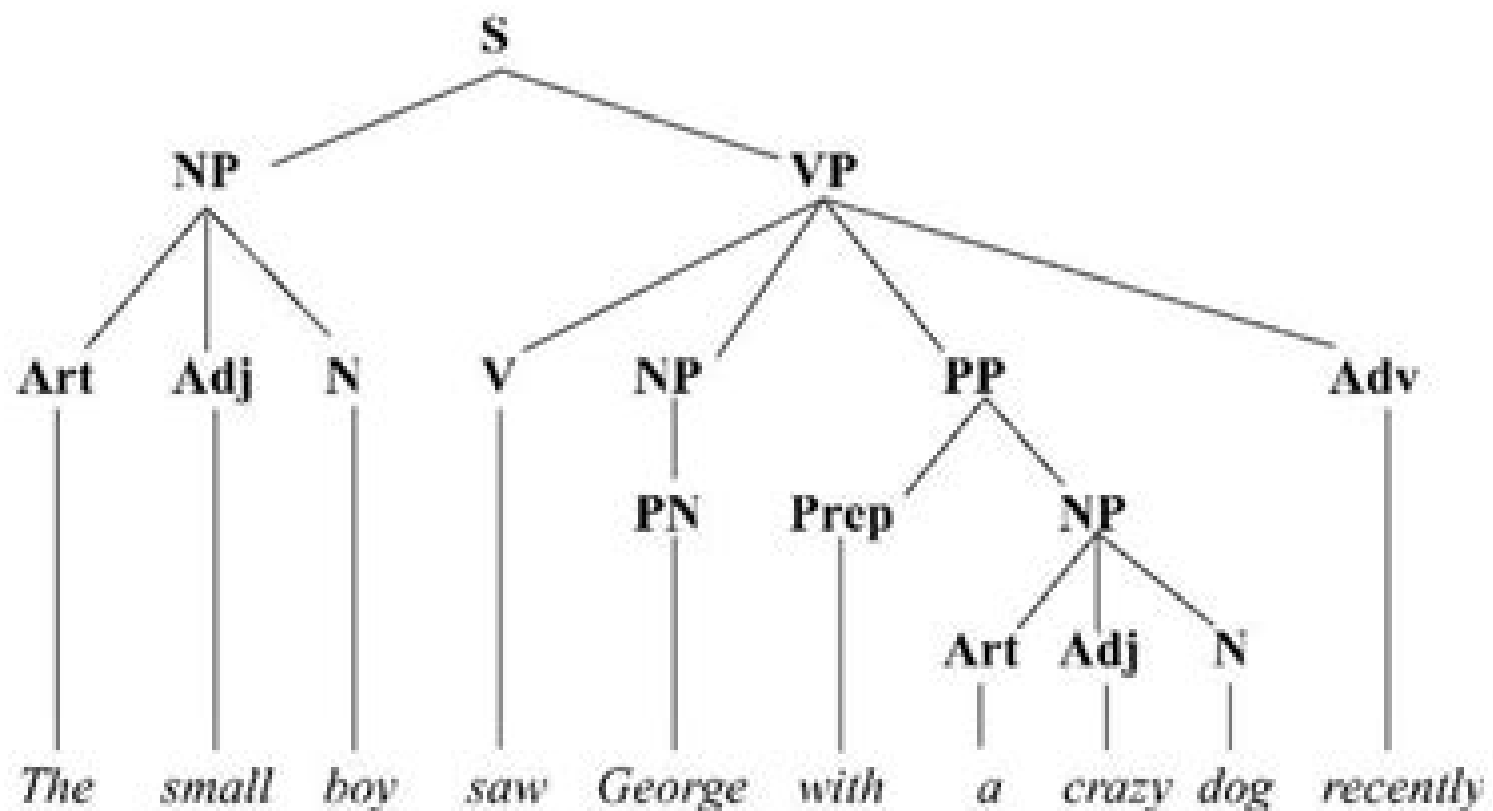 S
NP VP
Art Adj N V NP PP Adv
PN Prep NP
Art Adj N
The small boy saw George with a crazy dog recently